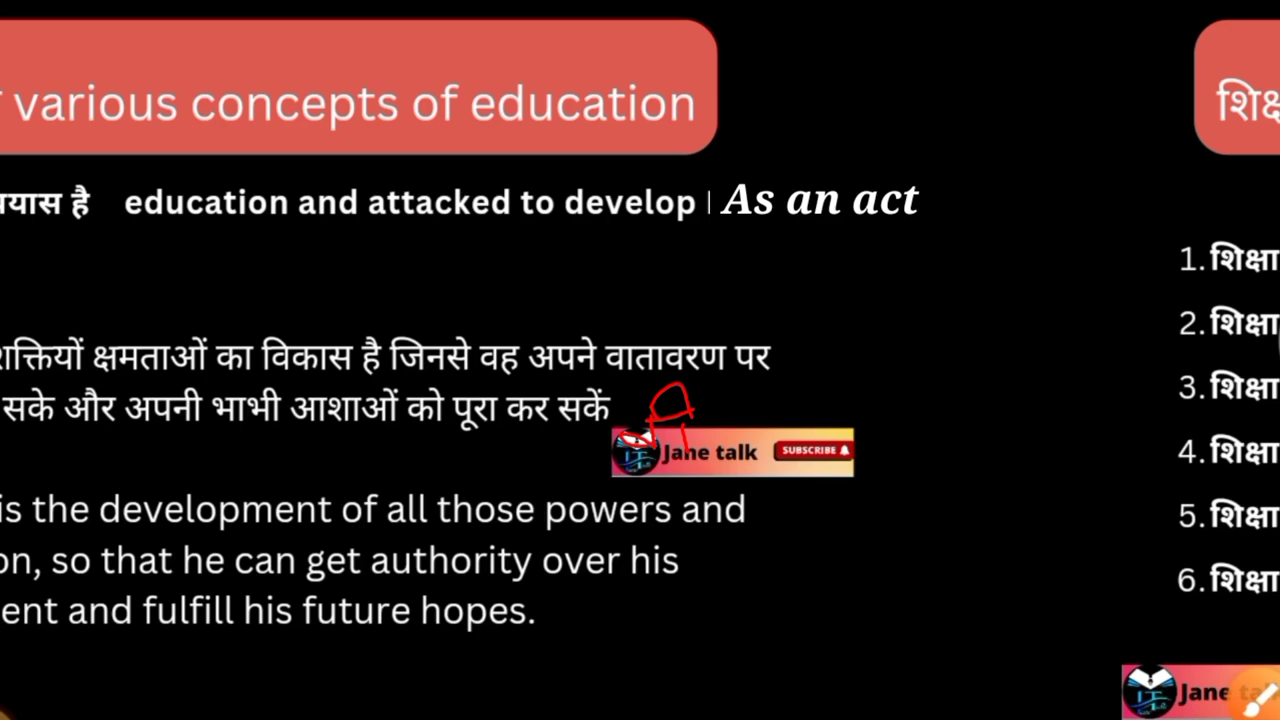 various concepts of education
यास है education and attacked to develop | As an act
शक्तियों क्षमताओं का विकास है जिनसे वह अपने वातावरण पर
सके और अपनी भाभी आशाओं को पूरा कर सकें
Jane talk SUBSCRIBE
is the development of all those powers and
on, so that he can get authority over his
ent and fulfill his future hopes.
शिक्ष
1. शिक्षा
2. शिक्षा
3. शिक्षा
4. शिक्षा
5. शिक्षा
6. शिक्षा
Jane